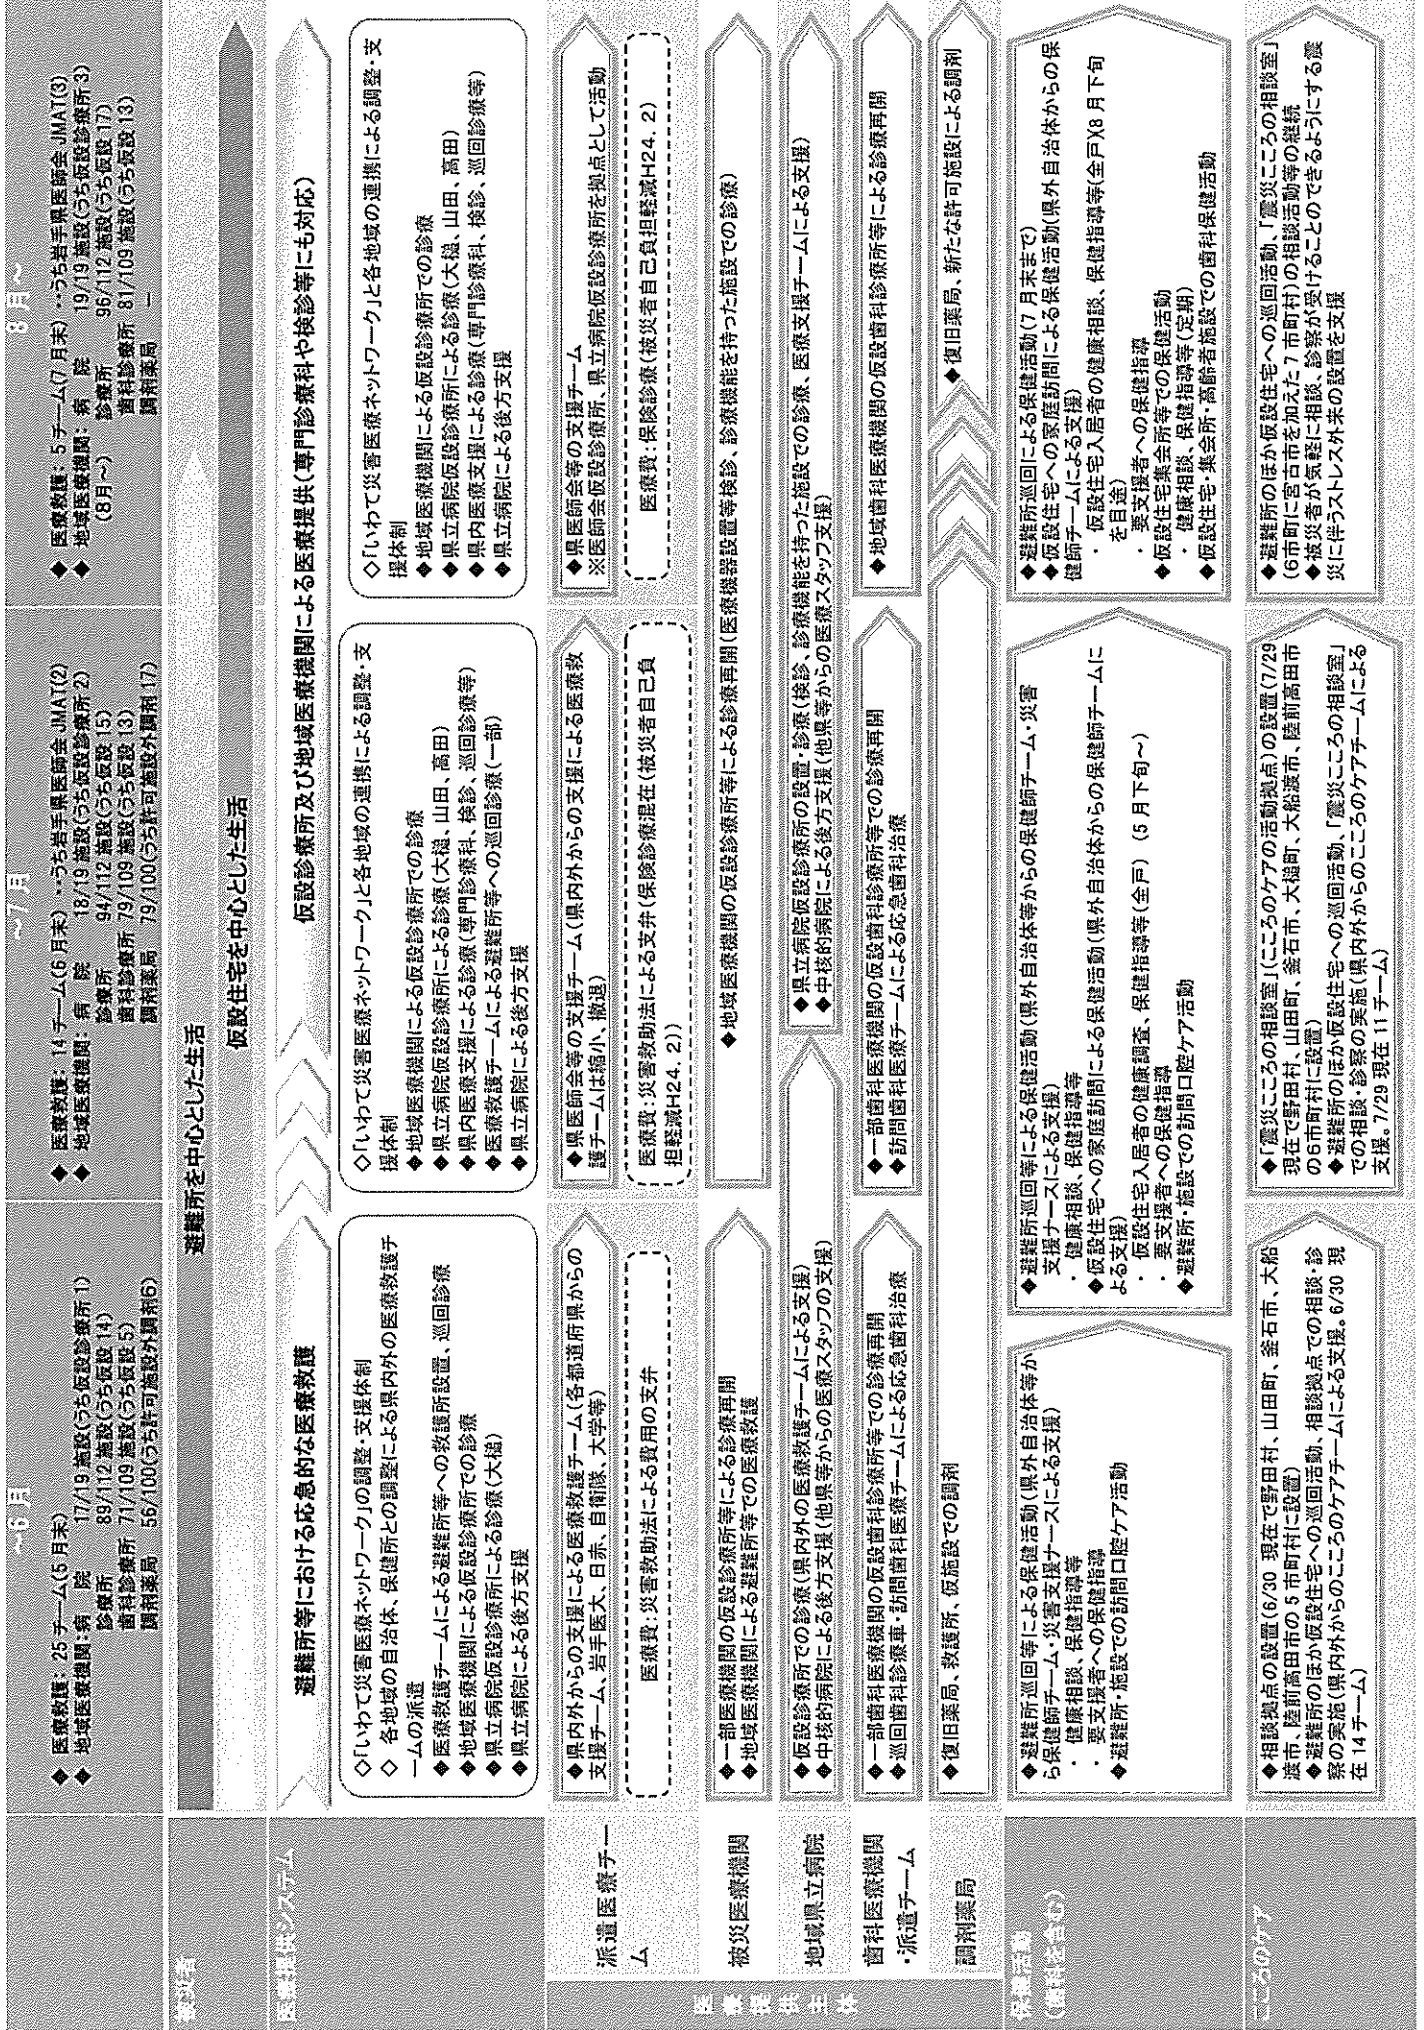 ~6月
◆ 医療救護：25チーム(5月末)
◆ 地域医療機関：病 院 17/19施設(うち仮設診療所1)
診療所 89/112施設(うち仮設14)
歯科診療所 71/109施設(うち仮設5)
調剤薬局 56/100(うち許可施設外調剤6)
~7月
◆ 医療救護：14チーム(6月末)・・うち岩手県医師会JMAT(2)
◆ 地域医療機関：病 院 18/19施設(うち仮設診療所2)
診療所 94/112施設(うち仮設15)
歯科診療所 79/109施設(うち仮設13)
調剤薬局 79/100(うち許可施設外調剤17)
8月~
◆ 医療救護：5チーム(7月末)・・うち岩手県医師会JMAT(3)
◆ 地域医療機関：病 院 19/19施設(うち仮設診療所3)
(8月~) 診療所 96/112施設(うち仮設17)
歯科診療所 81/109施設(うち仮設13)
調剤薬局 ―
被災者
避難所を中心とした生活
仮設住宅を中心とした生活
医療提供システム
避難所等における応急的な医療救護
仮設診療所及び地域医療機関による医療提供(専門診療科や検診等にも対応)
◇「いわて災害医療ネットワーク」の調整・支援体制
◇ 各地域の自治体、保健所との調整による県内外の医療救護チ
ームの派遣
◆医療救護チームによる避難所等への救護所設置、巡回診療
◆地域医療機関による仮設診療所での診療
◆県立病院仮設診療所による診療(大槌)
◆県立病院による後方支援
◇「いわて災害医療ネットワーク」と各地域の連携による調整・支
援体制
◆地域医療機関による仮設診療所での診療
◆県立病院仮設診療所による診療(大槌、山田、高田)
◆県内医療支援による診療(専門診療科、検診、巡回診療等)
◆医療救護チームによる避難所等への巡回診療(一部)
◆県立病院による後方支援
◇「いわて災害医療ネットワーク」と各地域の連携による調整・支
援体制
◆地域医療機関による仮設診療所での診療
◆県立病院仮設診療所による診療(大槌、山田、高田)
◆県内医療支援による診療(専門診療科、検診、巡回診療等)
◆県立病院による後方支援
医療提供主体
派遣医療チー
ム
◆県内外からの支援による医療救護チーム(各都道府県からの
支援チーム、岩手医大、日赤、自衛隊、大学等)
医療費：災害救助法による費用の支弁
◆県医師会等の支援チーム(県内外からの支援による医療救
護チームは縮小、撤退)
医療費：災害救助法による支弁(保険診療混在(被災者自己負
担軽減H24.2))
◆県医師会等の支援チーム
※医師会仮設診療所、県立病院仮設診療所を拠点として活動
医療費：保険診療(被災者自己負担軽減H24.2)
被災医療機関
◆一部医療機関の仮設診療所等による診療再開
◆地域医療機関による避難所等での医療救護
◆地域医療機関の仮設診療所等による診療再開(医療機器設置等検診、診療機能を持った施設での診療)
地域県立病院
◆仮設診療所での診療(県内外の医療救護チームによる支援)
◆中核的病院による後方支援(他県等からの医療スタッフの支援)
◆県立病院仮設診療所の設置・診療(検診、診療機能を持った施設での診療、医療支援チームによる支援)
◆中核的病院による後方支援(他県等からの医療スタッフ支援)
歯科医療機関
・派遣チーム
◆一部歯科医療機関の仮設歯科診療所等での診療再開
◆巡回歯科診療車・訪問歯科医療チームによる応急歯科治療
◆一部歯科医療機関の仮設歯科診療所等での診療再開
◆訪問歯科医療チームによる応急歯科治療
◆地域歯科医療機関の仮設歯科診療所等による診療再開
調剤薬局
◆復旧薬局、救護所、仮施設での調剤
◆復旧薬局、新たな許可施設による調剤
保健活動
(歯科を含む)
◆避難所巡回等による保健活動(県外自治体等か
ら保健師チーム・災害支援ナースによる支援)
・ 健康相談、保健指導等
・ 要支援者への保健指導
◆避難所・施設での訪問口腔ケア活動
◆避難所巡回等による保健活動(県外自治体等からの保健師チーム・災害
支援ナースによる支援)
・ 健康相談、保健指導等
◆仮設住宅への家庭訪問による保健活動(県外自治体からの保健師チームに
よる支援)
・ 仮設住宅入居者の健康調査、保健指導等(全戸)(5月下旬~)
・ 要支援者への保健指導
◆避難所・施設での訪問口腔ケア活動
◆避難所巡回による保健活動(7月末まで)
◆仮設住宅への家庭訪問による保健活動(県外自治体からの保
健師チームによる支援)
・ 仮設住宅入居者の健康相談、保健指導等(全戸)(8月下旬
を目途)
・ 要支援者への保健指導
◆仮設住宅集会所等での保健活動
・ 健康相談、保健指導等(定期)
◆仮設住宅・集会所・高齢者施設での歯科保健活動
こころのケア
◆相談拠点の設置(6/30 現在で野田村、山田町、釜石市、大船
渡市、陸前高田市の5市町村に設置)
◆避難所のほか仮設住宅への巡回活動、相談拠点での相談・診
察の実施(県内外からのこころのケアチームによる支援。6/30 現
在14チーム)
◆「震災こころの相談室」(こころのケアの活動拠点)の設置(7/29
現在で野田村、山田町、釜石市、大槌町、大船渡市、陸前高田市
の6市町村に設置)
◆避難所のほか仮設住宅への巡回活動、「震災こころの相談室」
での相談・診察の実施(県内外からのこころのケアチームによる
支援。7/29 現在11チーム)
◆避難所のほか仮設住宅への巡回活動、「震災こころの相談室」
(6市町に宮古市を加えた7市町村)の相談活動等の継続
◆被災者が気軽に相談、診察が受けることのできるようにする震
災に伴うストレス外来の設置を支援